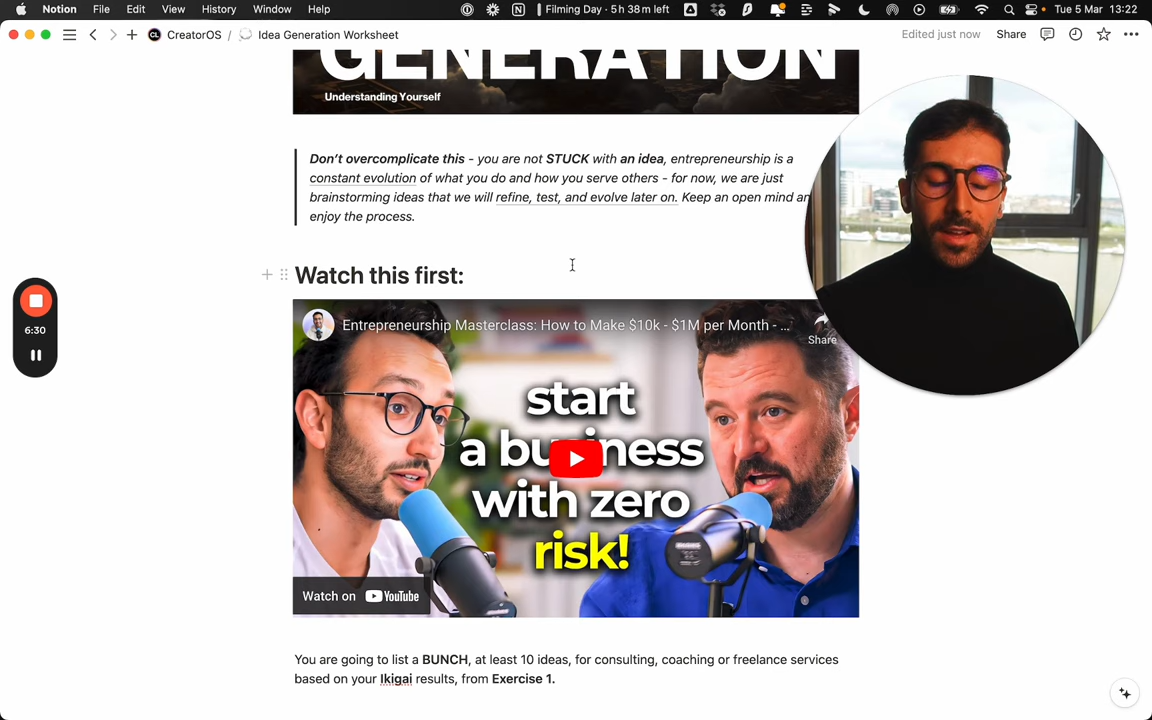 Notion File Edit View History Window Help Filming Day · 5 h 38 m left Tue 5 Mar 13:22
CreatorOS / Idea Generation Worksheet Edited just now Share
GENERATION
Understanding Yourself
Don't overcomplicate this - you are not STUCK with an idea, entrepreneurship is a
constant evolution of what you do and how you serve others - for now, we are just
brainstorming ideas that we will refine, test, and evolve later on. Keep an open mind an
enjoy the process.
Watch this first:
Entrepreneurship Masterclass: How to Make $10k - $1M per Month - ...
Share
6:30
start
a business
with zero
risk!
Watch on YouTube
You are going to list a BUNCH, at least 10 ideas, for consulting, coaching or freelance services
based on your Ikigai results, from Exercise 1.